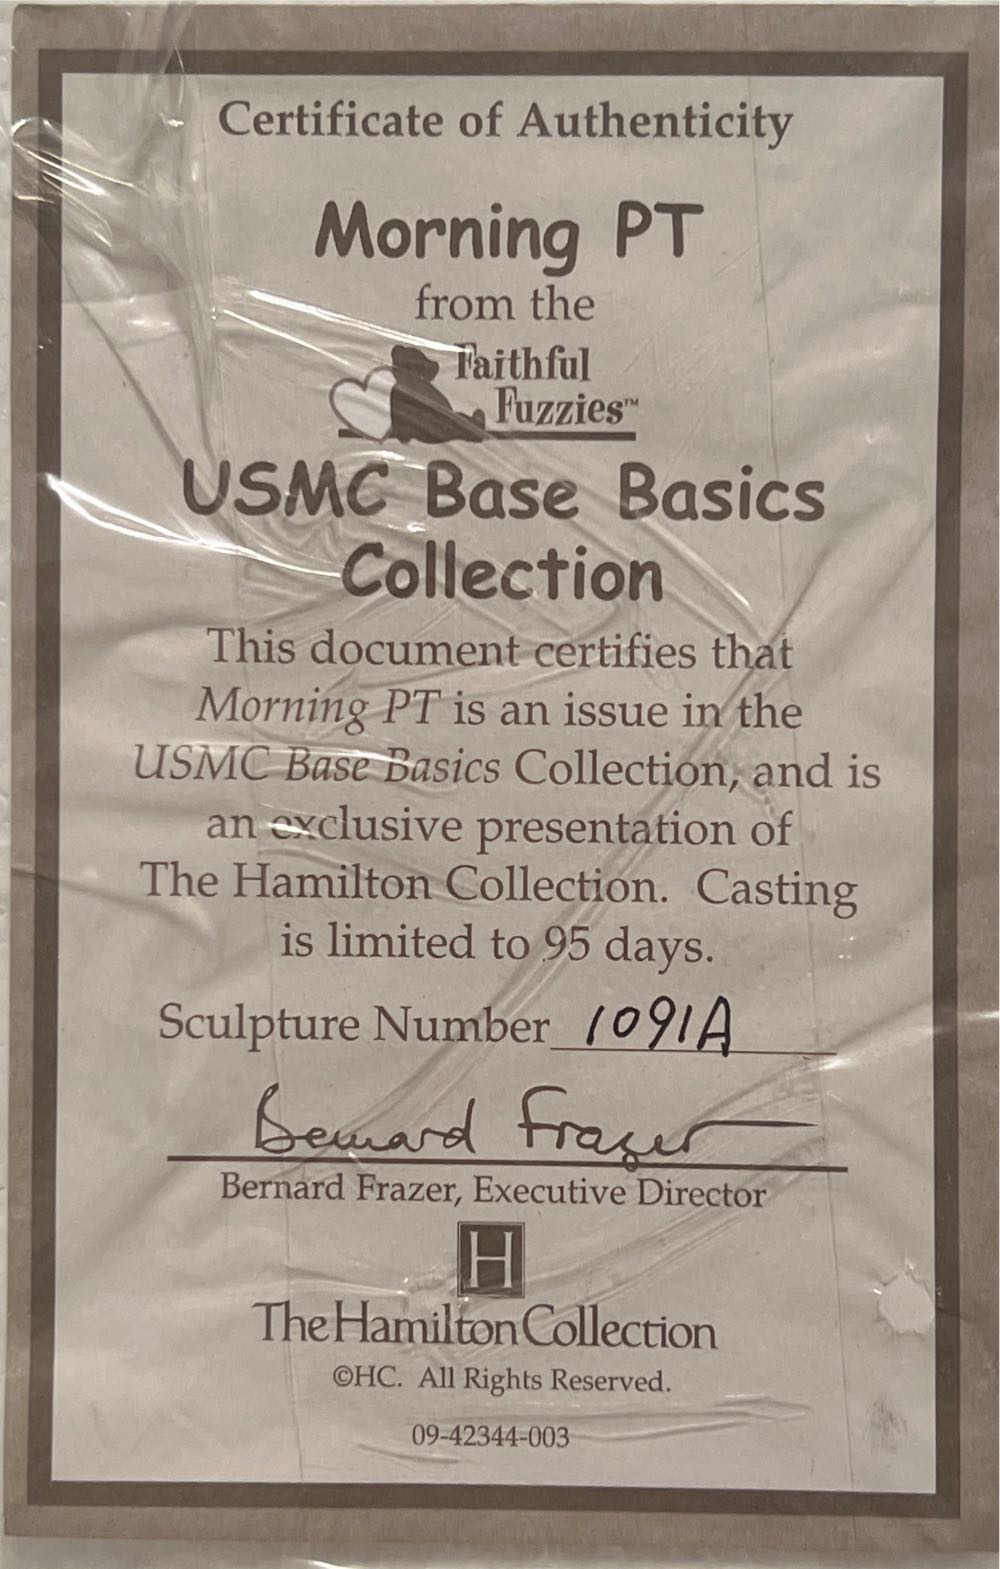 Certificate of Authenticity
Morning PT
from the
Faithful
Fuzzies™
USMC Base Basics
Collection
This document certifies that
Morning PT is an issue in the
USMC Base Basics Collection, and is
an exclusive presentation of
The Hamilton Collection. Casting
is limited to 95 days.
Sculpture Number 1091A
Bernard Frazer
Bernard Frazer, Executive Director
H
The Hamilton Collection
©HC. All Rights Reserved.
09-42344-003